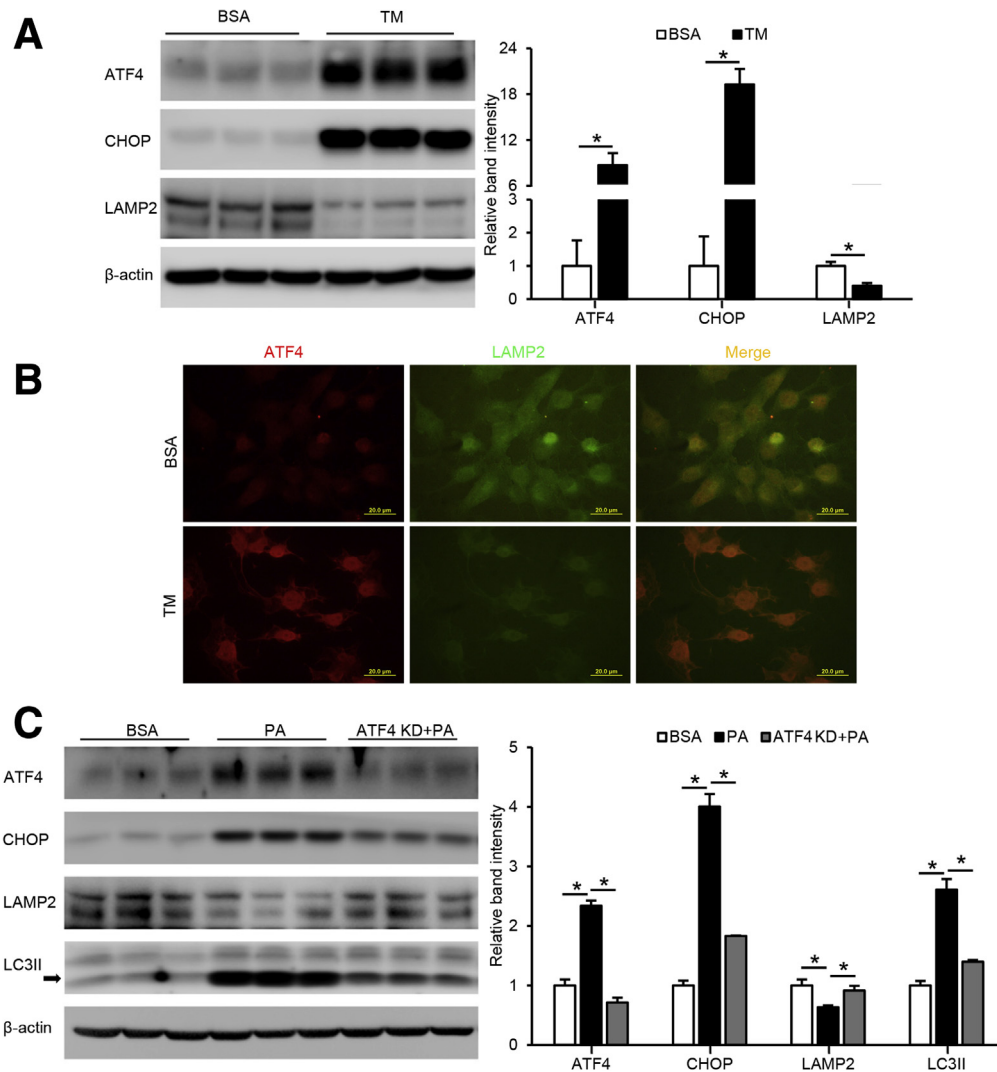 A
BSA TM
ATF4
CHOP
LAMP2
β-actin
BSA TM
Relative band intensity
24
18
12
6
3
2
1
0
* * *
ATF4 CHOP LAMP2
B
ATF4 LAMP2 Merge
BSA
20.0 μm 20.0 μm 20.0 μm
TM
20.0 μm 20.0 μm 20.0 μm
C
BSA PA ATF4 KD+PA
ATF4
CHOP
LAMP2
LC3II
β-actin
BSA PA ATF4 KD+PA
Relative band intensity
5
4
3
2
1
0
* * * * * * * *
ATF4 CHOP LAMP2 LC3II